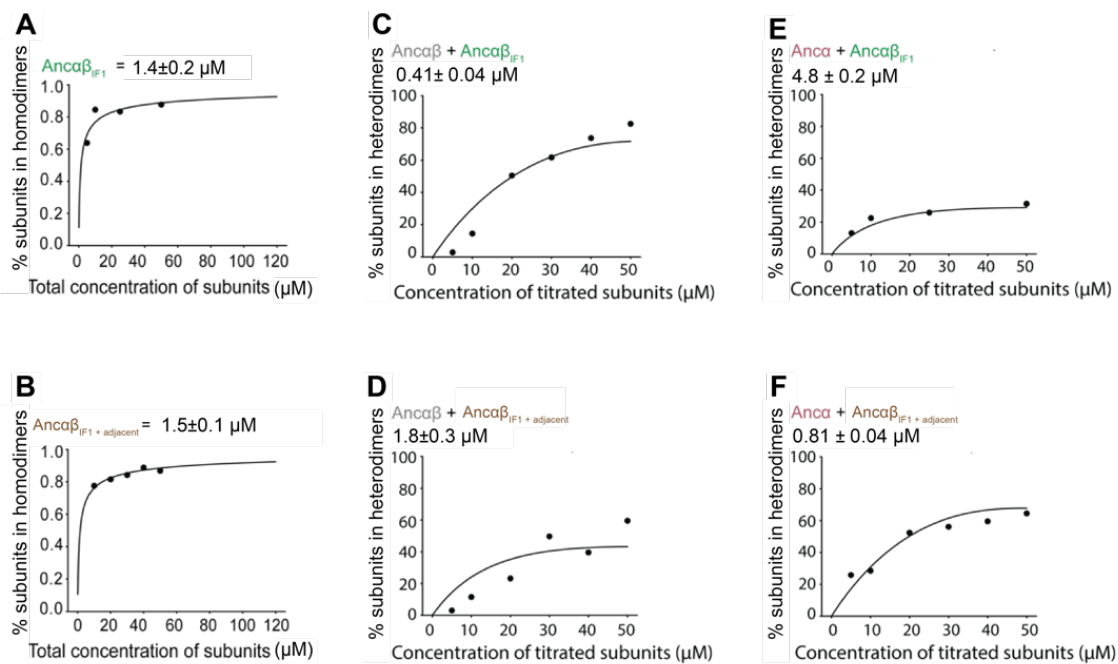 A
AncαβIF1 = 1.4±0.2 µM
% subunits in homodimers
1.0
0.8
0.6
0.4
0.2
0.0
0 20 40 60 80 100 120
Total concentration of subunits (µM)
C
Ancαβ + AncαβIF1
0.41± 0.04 µM
% subunits in heterodimers
100
80
60
40
20
0
0 10 20 30 40 50
Concentration of titrated subunits (µM)
E
Ancα + AncαβIF1
4.8 ± 0.2 µM
% subunits in heterodimers
100
80
60
40
20
0
0 10 20 30 40 50
Concentration of titrated subunits (µM)
B
AncαβIF1 + adjacent = 1.5±0.1 µM
% subunits in homodimers
1.0
0.8
0.6
0.4
0.2
0.0
0 20 40 60 80 100 120
Total concentration of subunits (µM)
D
Ancαβ + AncαβIF1 + adjacent
1.8±0.3 µM
% subunits in heterodimers
100
80
60
40
20
0
0 10 20 30 40 50
Concentration of titrated subunits (µM)
F
Ancα + AncαβIF1 + adjacent
0.81 ± 0.04 µM
% subunits in heterodimers
100
80
60
40
20
0
0 10 20 30 40 50
Concentration of titrated subunits (µM)